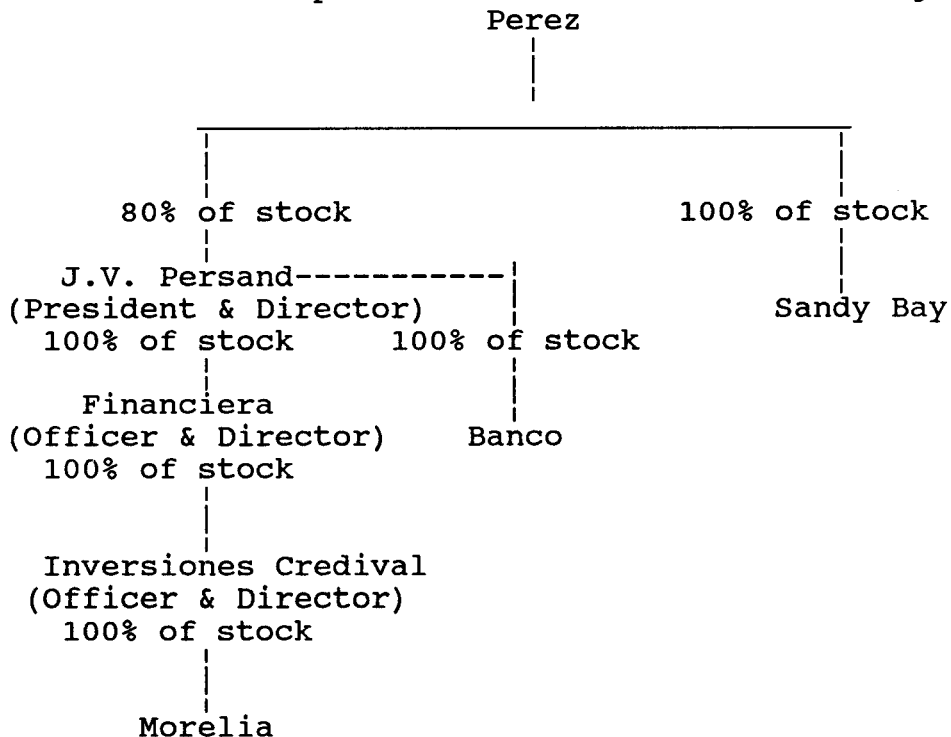 Perez
80% of stock 100% of stock
J.V. Persand
(President & Director) Sandy Bay
100% of stock 100% of stock
Financiera
(Officer & Director) Banco
100% of stock
Inversiones Credival
(Officer & Director)
100% of stock
Morelia